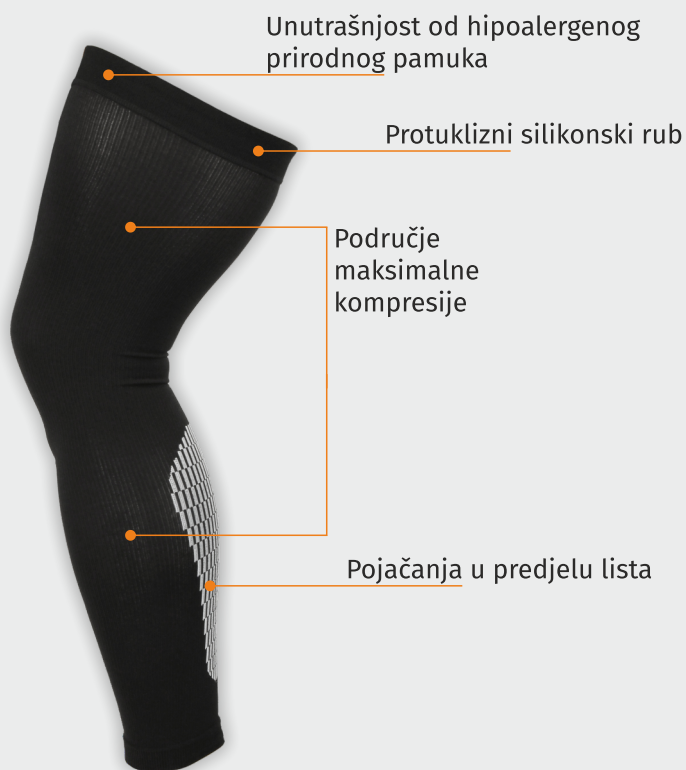 Unutrašnjost od hipoalergenog
prirodnog pamuka
Protuklizni silikonski rub
Područje
maksimalne
kompresije
Pojačanja u predjelu lista